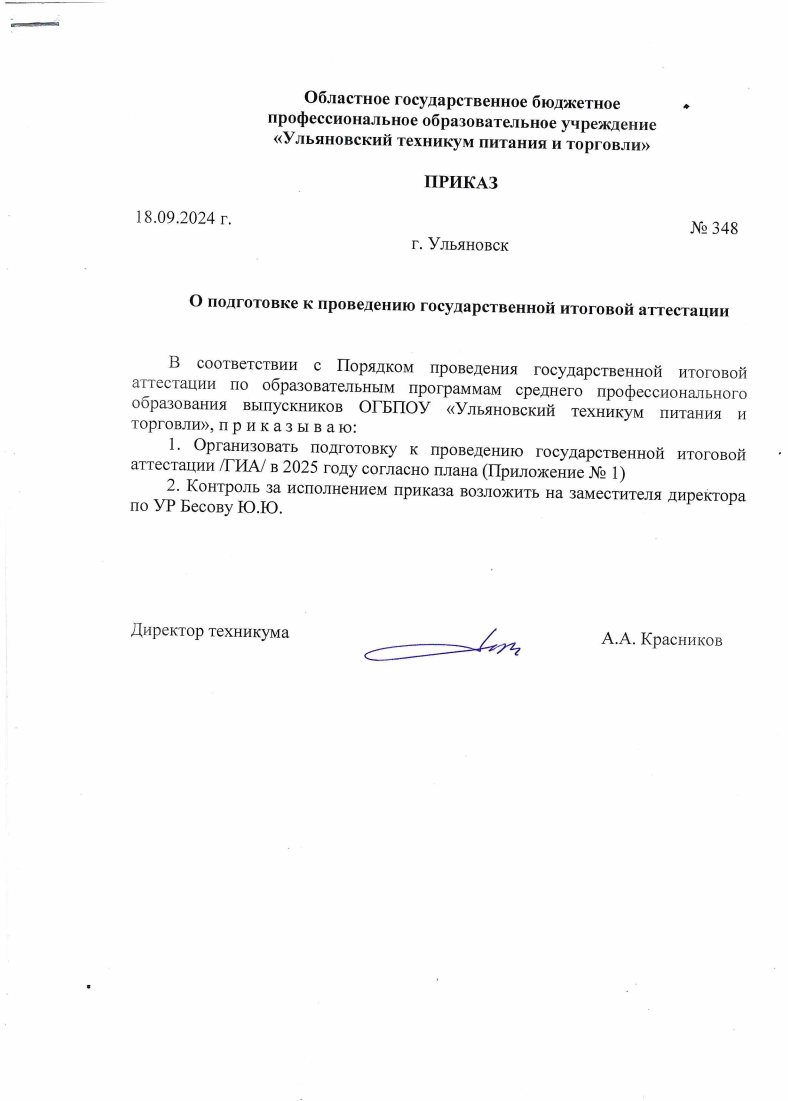 Областное государственное бюджетное
профессиональное образовательное учреждение
«Ульяновский техникум питания и торговли»
ПРИКАЗ
18.09.2024 г.
№ 348
г. Ульяновск
О подготовке к проведению государственной итоговой аттестации
В соответствии с Порядком проведения государственной итоговой
аттестации по образовательным программам среднего профессионального
образования выпускников ОГБПОУ «Ульяновский техникум питания и
торговли», п р и к а з ы в а ю:
1. Организовать подготовку к проведению государственной итоговой
аттестации /ГИА/ в 2025 году согласно плана (Приложение № 1)
2. Контроль за исполнением приказа возложить на заместителя директора
по УР Бесову Ю.Ю.
Директор техникума
А.А. Красников